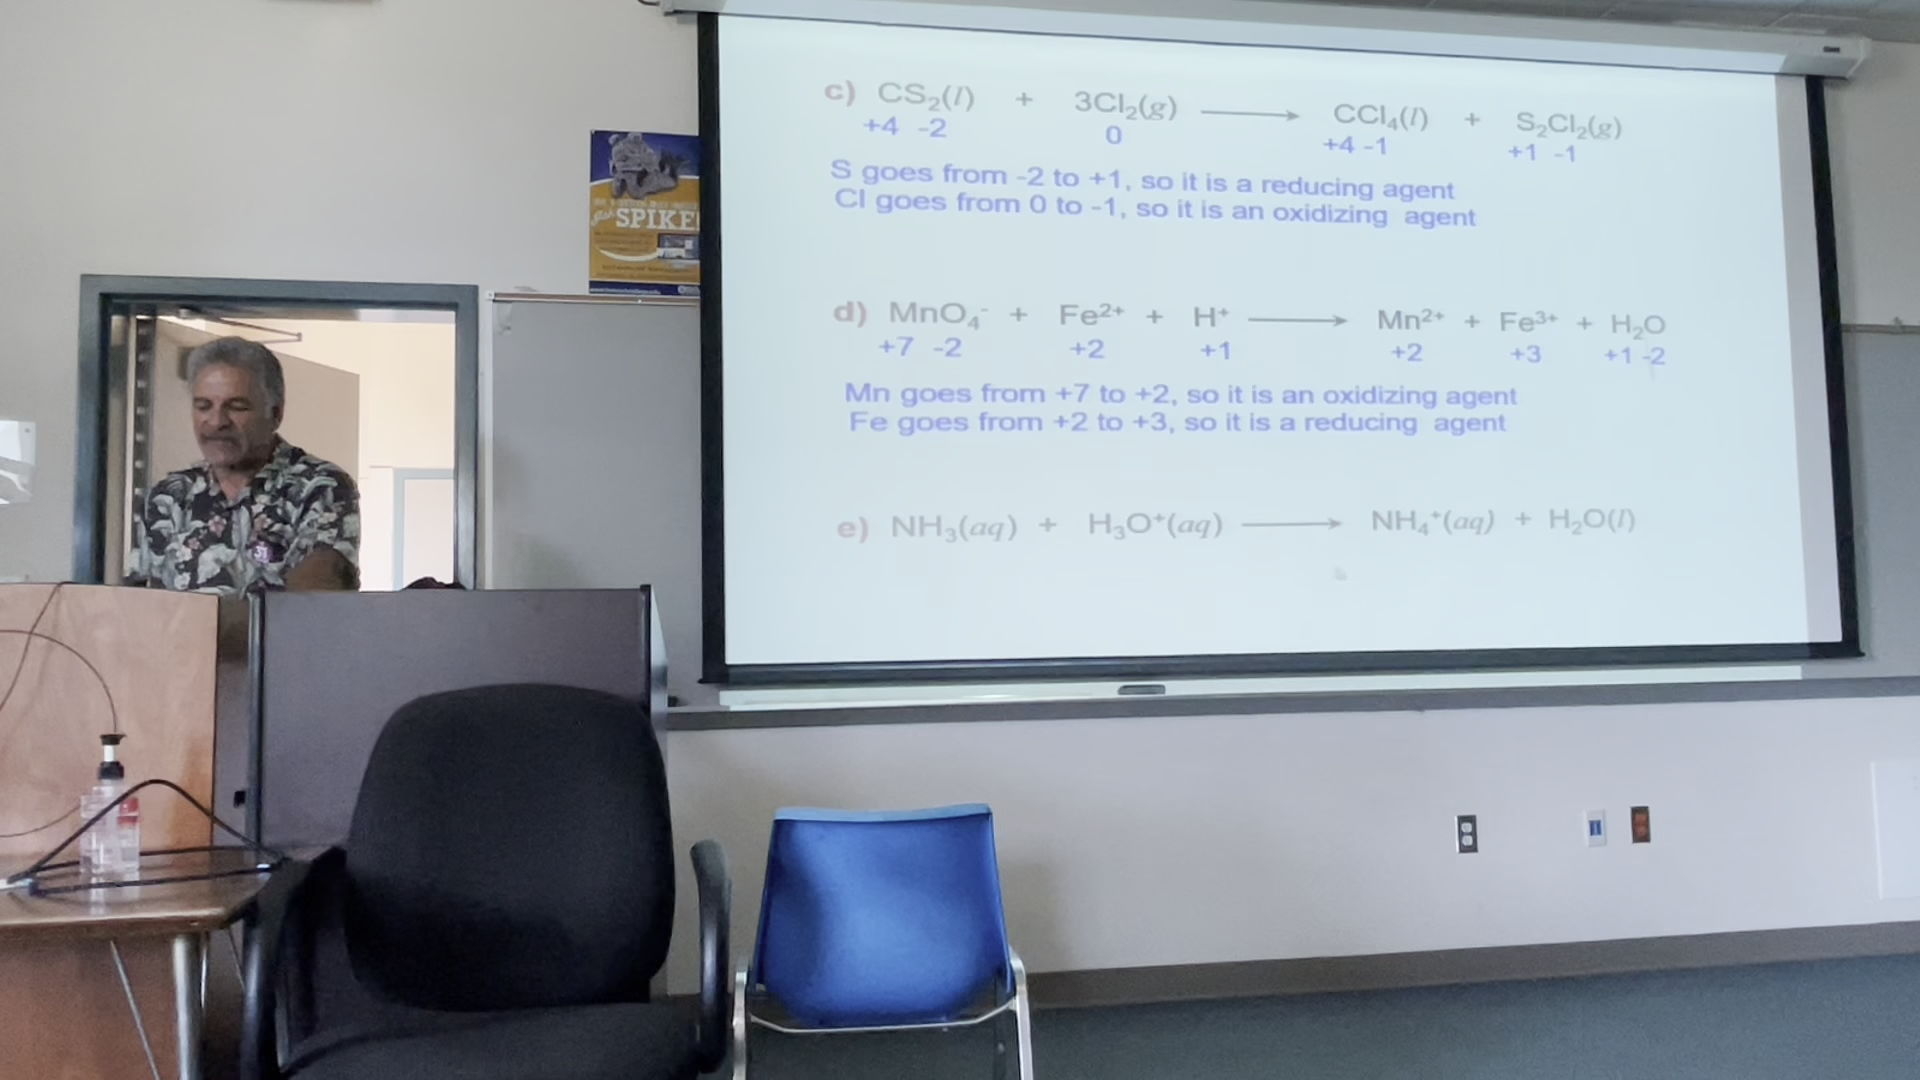 c) CS₂(l) + 3Cl₂(g) ⟶ CCl₄(l) + S₂Cl₂(g)
+4 -2 0 +4 -1 +1 -1
S goes from -2 to +1, so it is a reducing agent
Cl goes from 0 to -1, so it is an oxidizing agent
d) MnO₄⁻ + Fe²⁺ + H⁺ ⟶ Mn²⁺ + Fe³⁺ + H₂O
+7 -2 +2 +1 +2 +3 +1 -2
Mn goes from +7 to +2, so it is an oxidizing agent
Fe goes from +2 to +3, so it is a reducing agent
e) NH₃(aq) + H₃O⁺(aq) ⟶ NH₄⁺(aq) + H₂O(l)
SPIKE